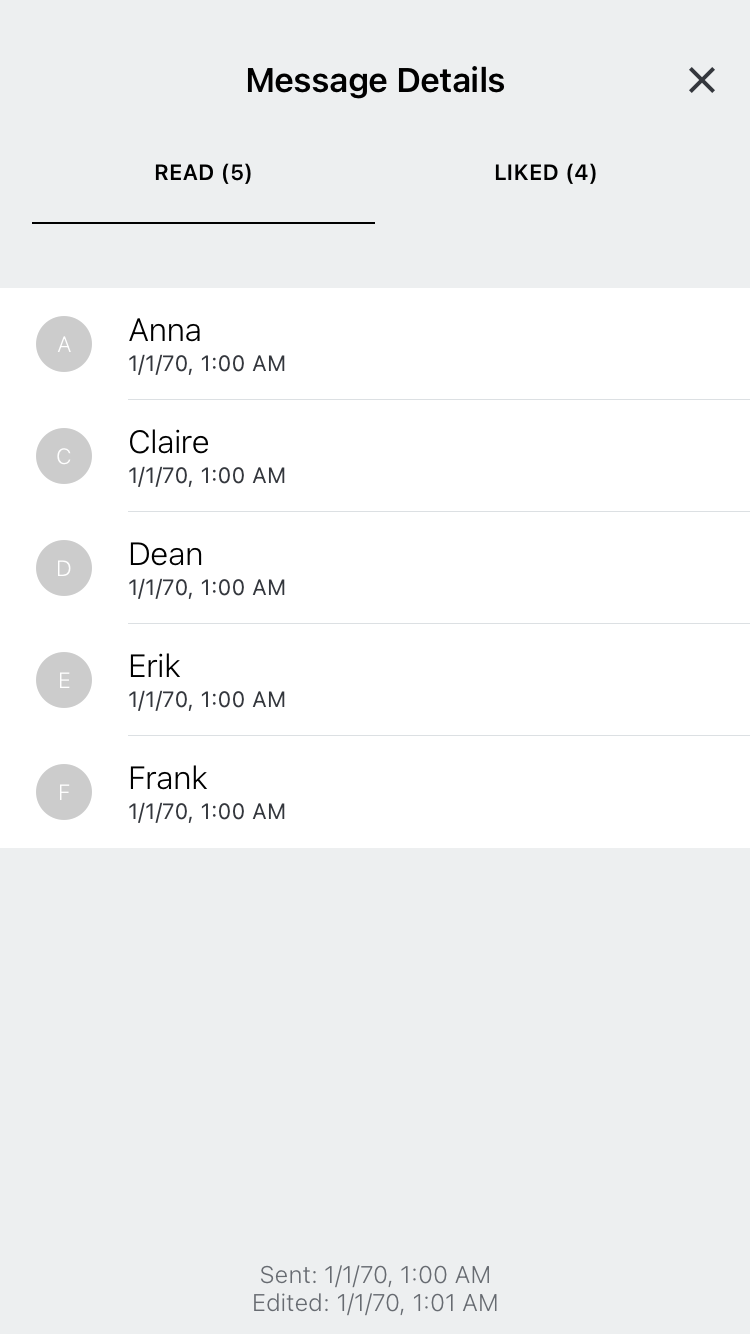 Message Details
READ (5)
LIKED (4)
A
Anna
1/1/70, 1:00 AM
C
Claire
1/1/70, 1:00 AM
D
Dean
1/1/70, 1:00 AM
E
Erik
1/1/70, 1:00 AM
F
Frank
1/1/70, 1:00 AM
Sent: 1/1/70, 1:00 AM
Edited: 1/1/70, 1:01 AM